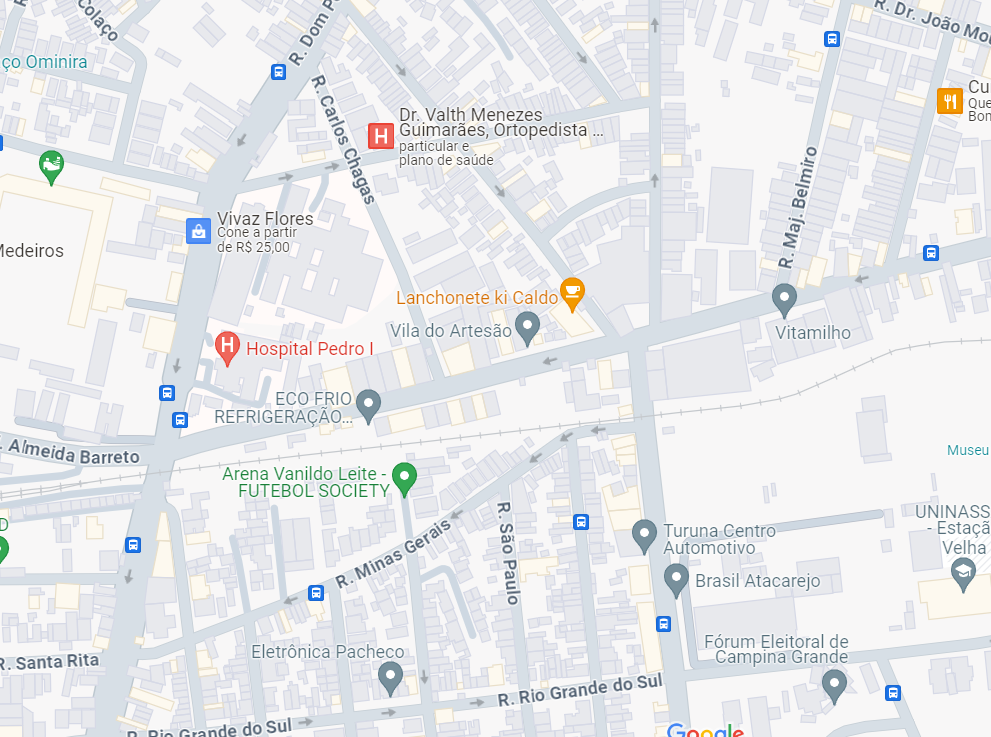 Colaço
R. Dom P
R. Dr. João Mou
ço Ominira
R. Carlos Chagas
Dr. Valth Menezes
Guimarães, Ortopedista ...
particular e
plano de saúde
Cu
Que
Bon
R. Maj. Belmiro
Vivaz Flores
Cone a partir
de R$ 25,00
Medeiros
Lanchonete ki Caldo
Vila do Artesão
Vitamilho
Hospital Pedro I
ECO FRIO
REFRIGERAÇÃO...
. Almeida Barreto
Museu
Arena Vanildo Leite -
FUTEBOL SOCIETY
D
R. São Paulo
UNINASS
- Estaçã
Velha
R. Minas Gerais
Turuna Centro
Automotivo
Brasil Atacarejo
Eletrônica Pacheco
Fórum Eleitoral de
Campina Grande
R. Santa Rita
R. Rio Grande do Sul
R. Rio Grande do Sul
Google